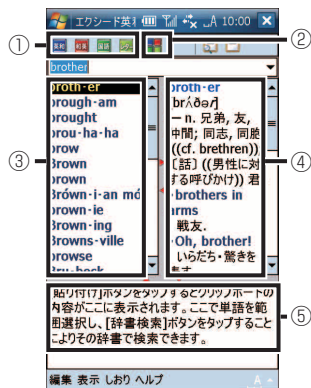 エクシード英 A 10:00
① 英和 和英 国語 ②
brother
③ ④
broth·er
brough·am
brought
brou·ha·ha
brow
Brown
brown
Brówn·i·an mó
brown·ie
Brown·ing
Browns·ville
browse
Bru·beck
broth·er
brʌ́ðər
— n. 兄弟, 友,
中間; 同志, 同胞
((cf. brethren))
〔話〕 ((男性に対
する呼びかけ)) 君
brothers in
arms
戦友.
Oh, brother!
いらだち・驚きを
表す
⑤
貼り付け]ボタンをタップするとクリップボードの
内容がここに表示されます。ここで単語を範
囲選択し、[辞書検索]ボタンをタップすること
によりその辞書で検索できます。
編集 表示 しおり ヘルプ A